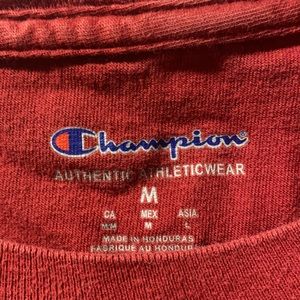 Champion®
AUTHENTIC ATHLETICWEAR
M
CA MEX ASIA
M/M M L
MADE IN HONDURAS
FABRIQUÉ AU HONDURAS